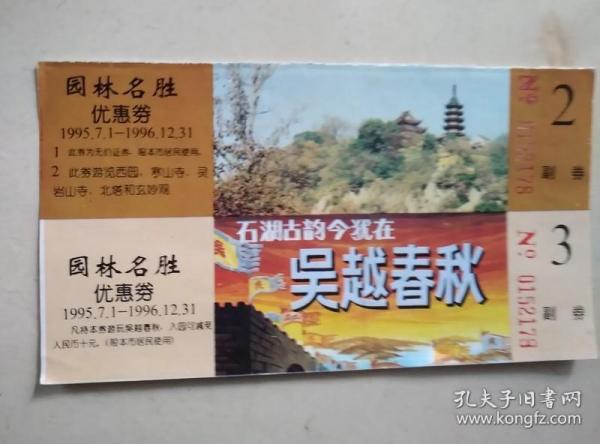 园林名胜
优惠券
1995.7.1—1996.12.31
1 此券为无价证券，限本市居民使用。
2 此券游览西园、寒山寺、灵
岩山寺、北塔和玄妙观
Nº 0152178
2
副 券
园林名胜
优惠券
1995.7.1—1996.12.31
凡持本券游玩吴越春秋，入园可减免
人民币十元。（限本市居民使用）
石湖古韵今犹在
吴越春秋
Nº 0152178
3
副 券
孔夫子旧书网
www.kongfz.com